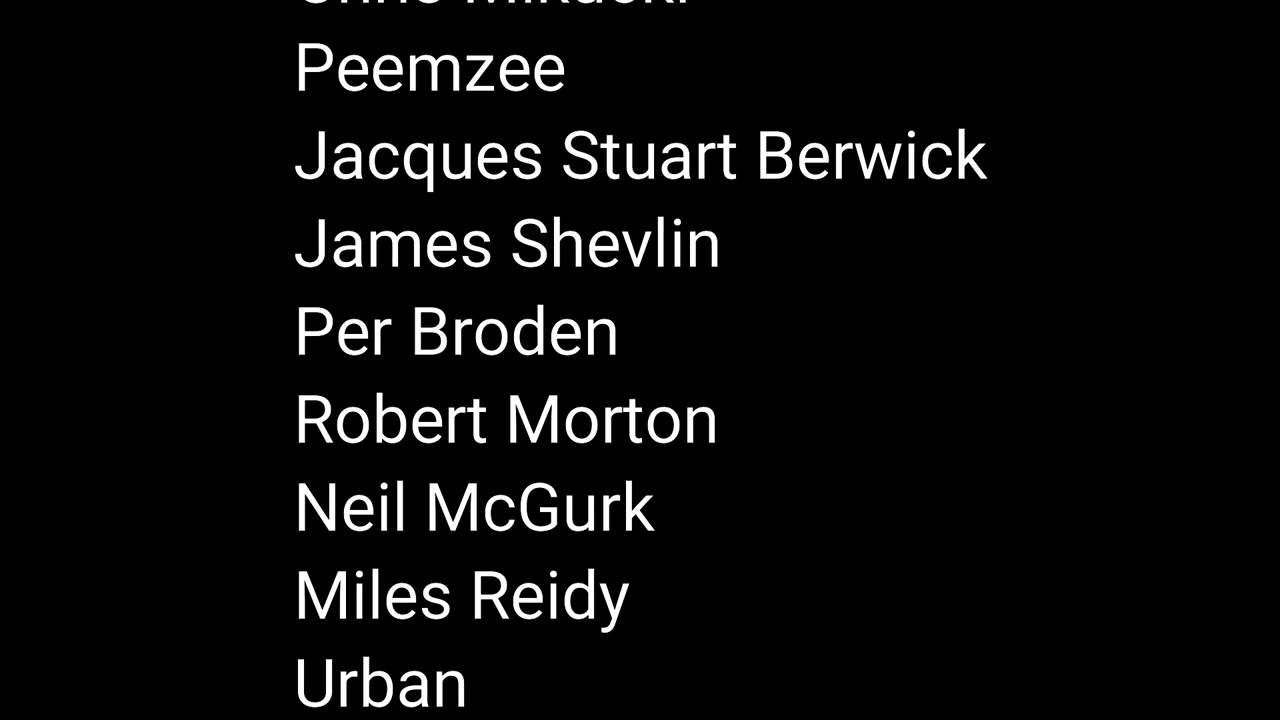 Peemzee
Jacques Stuart Berwick
James Shevlin
Per Broden
Robert Morton
Neil McGurk
Miles Reidy
Urban